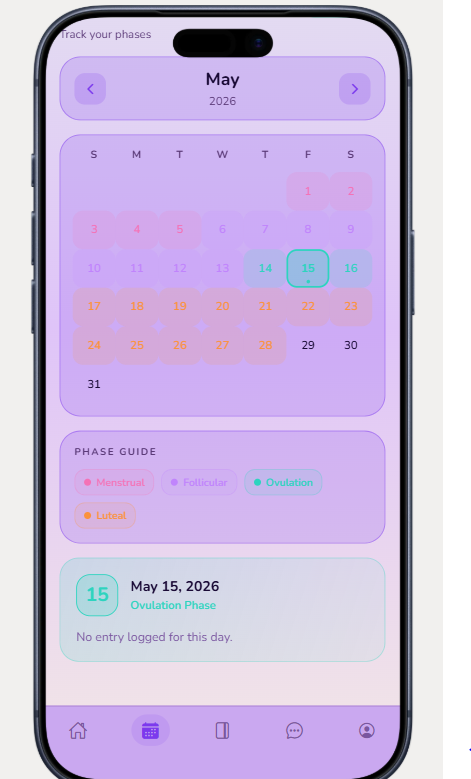 Track your phases
May
2026
S M T W T F S
1 2
3 4 5 6 7 8 9
10 11 12 13 14 15 16
17 18 19 20 21 22 23
24 25 26 27 28 29 30
31
PHASE GUIDE
Menstrual Follicular Ovulation
Luteal
15
May 15, 2026
Ovulation Phase
No entry logged for this day.